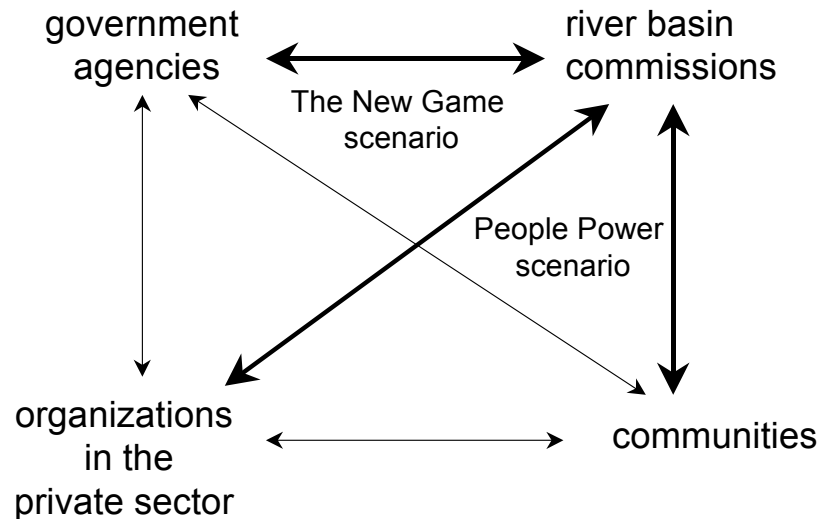 government
agencies
river basin
commissions
The New Game
scenario
People Power
scenario
organizations
in the
private sector
communities